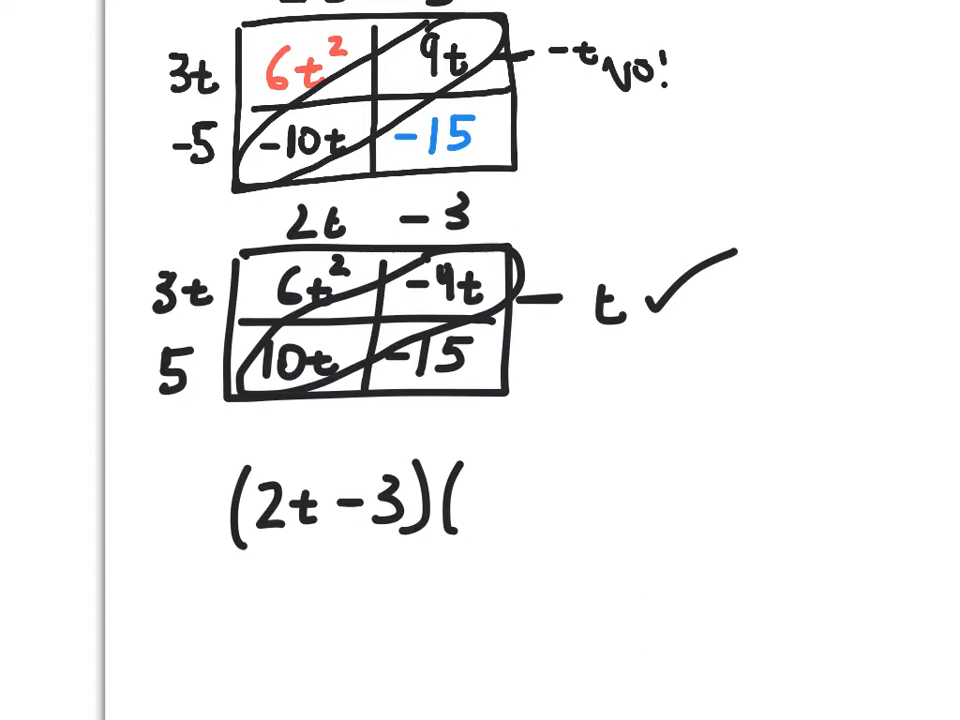 3t 6t² 9t -t NO!
-5 -10t -15
2t - 3
3t 6t² -9t — t ✓
5 10t -15
(2t - 3)(